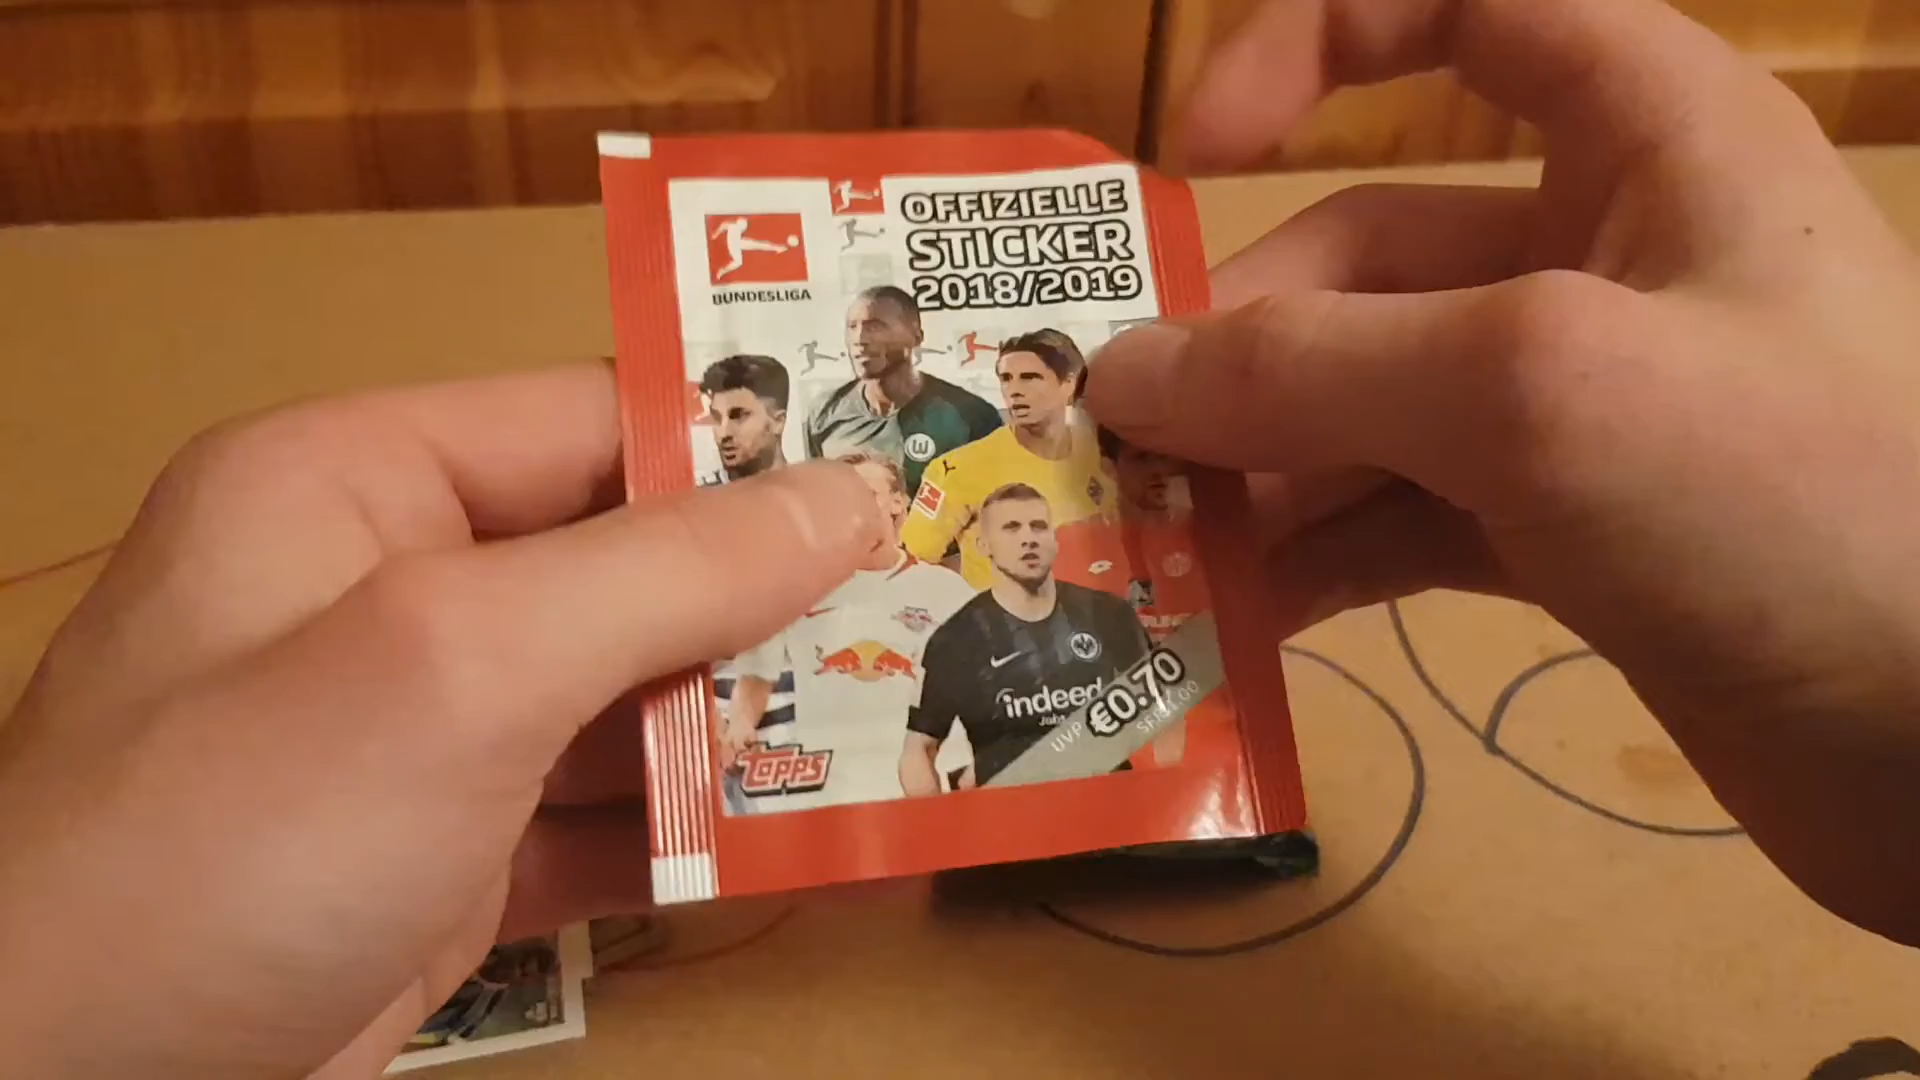 OFFIZIELLE
STICKER
2018/2019
BUNDESLIGA
indeed
UVP €0.70
topps